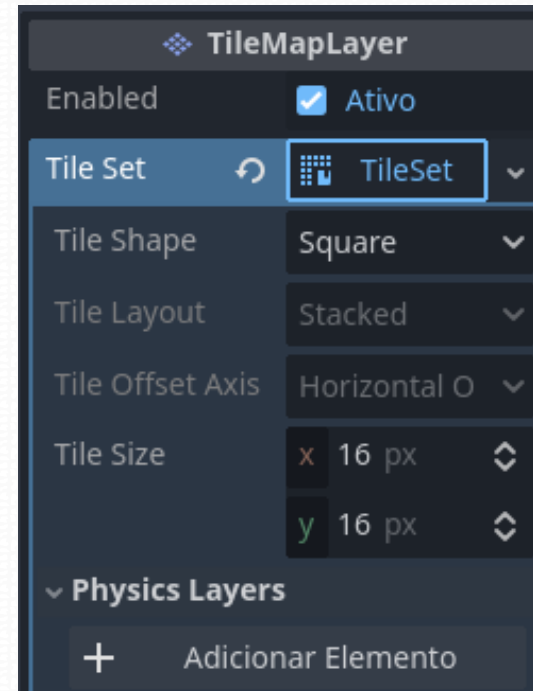 TileMapLayer
Enabled Ativo
Tile Set TileSet
Tile Shape Square
Tile Layout Stacked
Tile Offset Axis Horizontal O
Tile Size x 16 px
y 16 px
Physics Layers
+ Adicionar Elemento